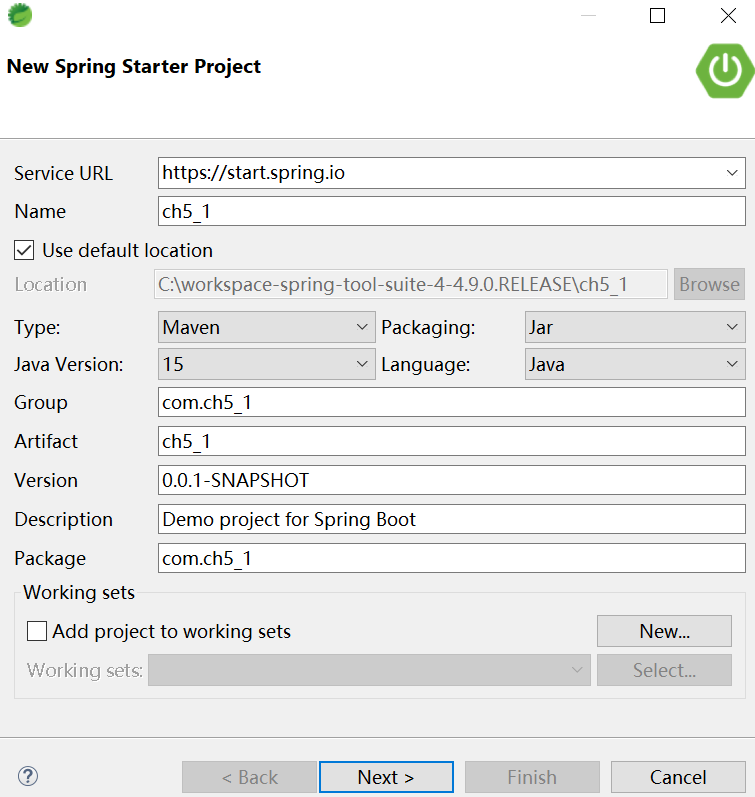 New Spring Starter Project
Service URL https://start.spring.io
Name ch5_1
Use default location
Location C:\workspace-spring-tool-suite-4-4.9.0.RELEASE\ch5_1 Browse
Type: Maven Packaging: Jar
Java Version: 15 Language: Java
Group com.ch5_1
Artifact ch5_1
Version 0.0.1-SNAPSHOT
Description Demo project for Spring Boot
Package com.ch5_1
Working sets
Add project to working sets New...
Working sets: Select...
? < Back Next > Finish Cancel